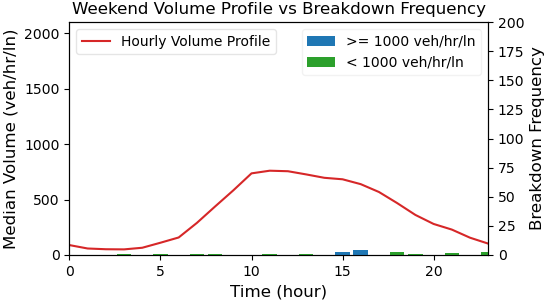 Weekend Volume Profile vs Breakdown Frequency
Median Volume (veh/hr/ln)
2000
1500
1000
500
0
Hourly Volume Profile
>= 1000 veh/hr/ln
< 1000 veh/hr/ln
200
175
150
125
100
75
50
25
0
Breakdown Frequency
0 5 10 15 20
Time (hour)